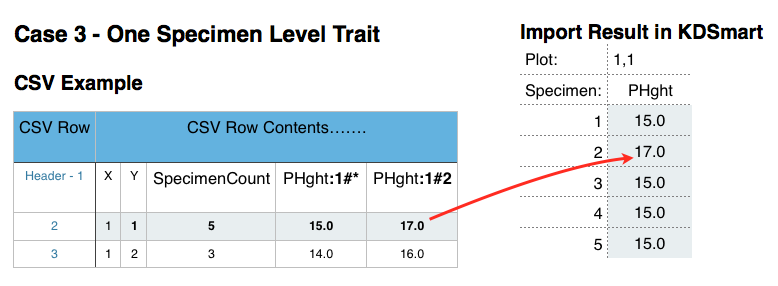 Case 3 - One Specimen Level Trait
CSV Example
CSV Row CSV Row Contents.......
Header - 1 X Y SpecimenCount PHght:1#* PHght:1#2
2 1 1 5 15.0 17.0
3 1 2 3 14.0 16.0
Import Result in KDSmart
Plot: 1,1
Specimen: PHght
1 15.0
2 17.0
3 15.0
4 15.0
5 15.0